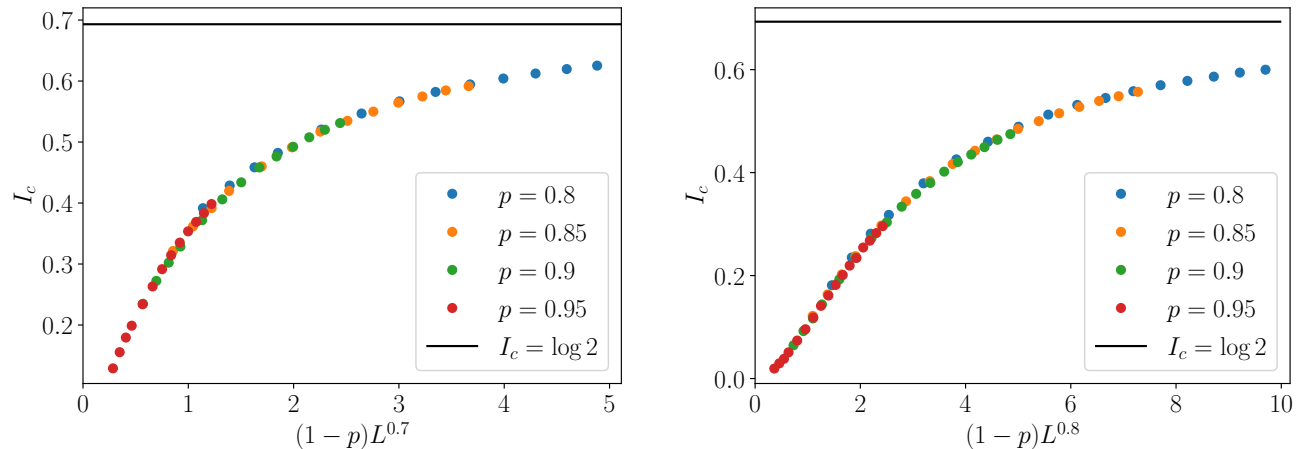 0.7
0.6
0.5
0.4
0.3
0.2
I_c
p = 0.8
p = 0.85
p = 0.9
p = 0.95
I_c = log 2
0 1 2 3 4 5
(1 − p)L^{0.7}
0.6
0.4
0.2
0.0
I_c
p = 0.8
p = 0.85
p = 0.9
p = 0.95
I_c = log 2
0 2 4 6 8 10
(1 − p)L^{0.8}